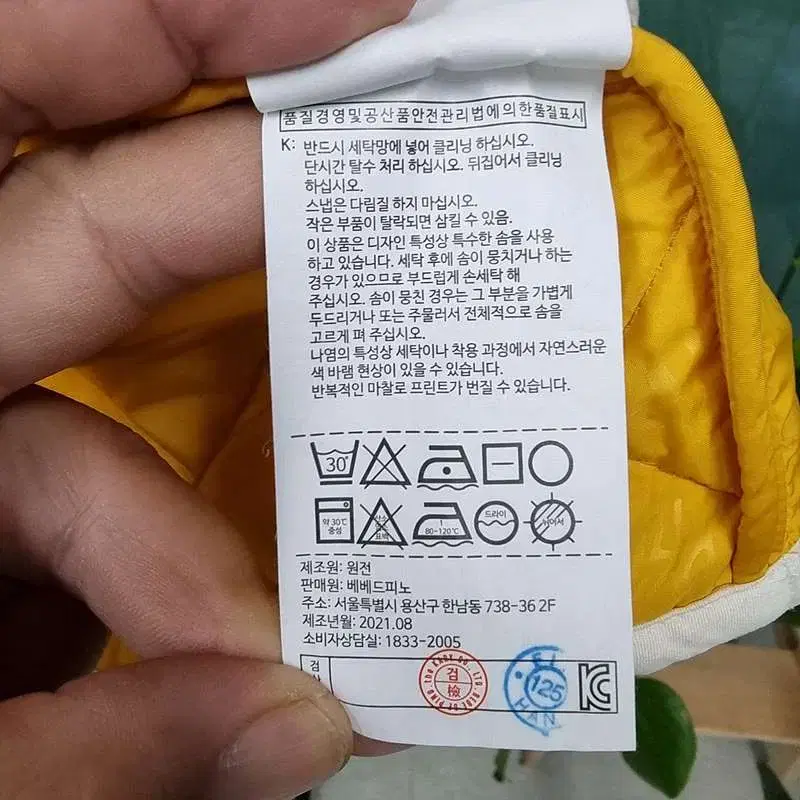 품질경영및공산품안전관리법에의한품질표시
K: 반드시 세탁망에 넣어 클리닝 하십시오.
단시간 탈수 처리 하십시오. 뒤집어서 클리닝
하십시오.
스냅은 다림질 하지 마십시오.
작은 부품이 탈락되면 삼킬 수 있음.
이 상품은 디자인 특성상 특수한 솜을 사용
하고 있습니다. 세탁 후에 솜이 뭉치거나 하는
경우가 있으므로 부드럽게 손세탁 해
주십시오. 솜이 뭉친 경우는 그 부분을 가볍게
두드리거나 또는 주물러서 전체적으로 솜을
고르게 펴 주십시오.
나염의 특성상 세탁이나 착용 과정에서 자연스러운
색 바램 현상이 있을 수 있습니다.
반복적인 마찰로 프린트가 번질 수 있습니다.
30
약 30℃
중성
표백
1
80-120℃
드라이
제조원: 원전
판매원: 베베드피노
주소: 서울특별시 용산구 한남동 738-36 2F
제조년월: 2021.08
소비자상담실: 1833-2005
검
검
檢
125
HAN
KC